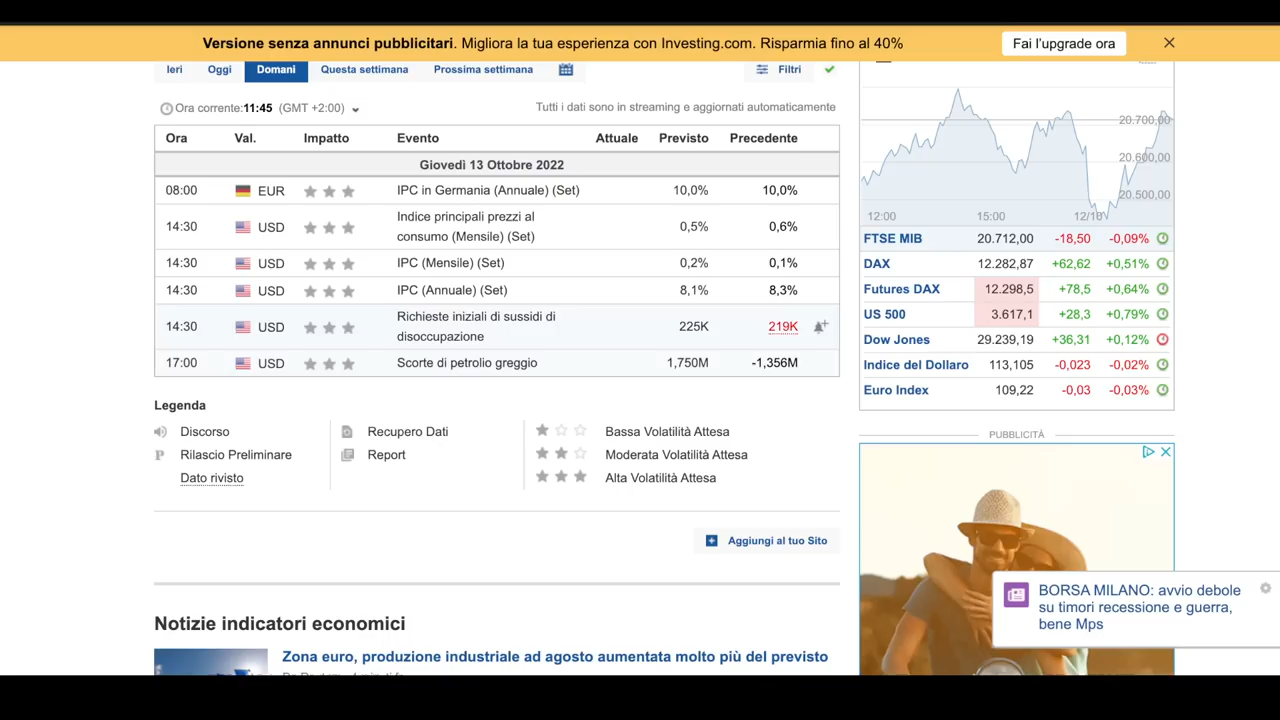 Versione senza annunci pubblicitari. Migliora la tua esperienza con Investing.com. Risparmia fino al 40%
Fai l'upgrade ora
Ieri Oggi Domani Questa settimana Prossima settimana Filtri
Ora corrente:11:45 (GMT +2:00) Tutti i dati sono in streaming e aggiornati automaticamente
Ora Val. Impatto Evento Attuale Previsto Precedente
Giovedì 13 Ottobre 2022
08:00 EUR IPC in Germania (Annuale) (Set) 10,0% 10,0%
14:30 USD Indice principali prezzi al
consumo (Mensile) (Set) 0,5% 0,6%
14:30 USD IPC (Mensile) (Set) 0,2% 0,1%
14:30 USD IPC (Annuale) (Set) 8,1% 8,3%
14:30 USD Richieste iniziali di sussidi di
disoccupazione 225K 219K
17:00 USD Scorte di petrolio greggio 1,750M -1,356M
Legenda
Discorso
Rilascio Preliminare
Dato rivisto
Recupero Dati
Report
Bassa Volatilità Attesa
Moderata Volatilità Attesa
Alta Volatilità Attesa
Aggiungi al tuo Sito
Notizie indicatori economici
Zona euro, produzione industriale ad agosto aumentata molto più del previsto
20.700,00
20.600,00
20.500,00
12:00 15:00 12/10
FTSE MIB 20.712,00 -18,50 -0,09%
DAX 12.282,87 +62,62 +0,51%
Futures DAX 12.298,5 +78,5 +0,64%
US 500 3.617,1 +28,3 +0,79%
Dow Jones 29.239,19 +36,31 +0,12%
Indice del Dollaro 113,105 -0,023 -0,02%
Euro Index 109,22 -0,03 -0,03%
PUBBLICITÀ
BORSA MILANO: avvio debole
su timori recessione e guerra,
bene Mps